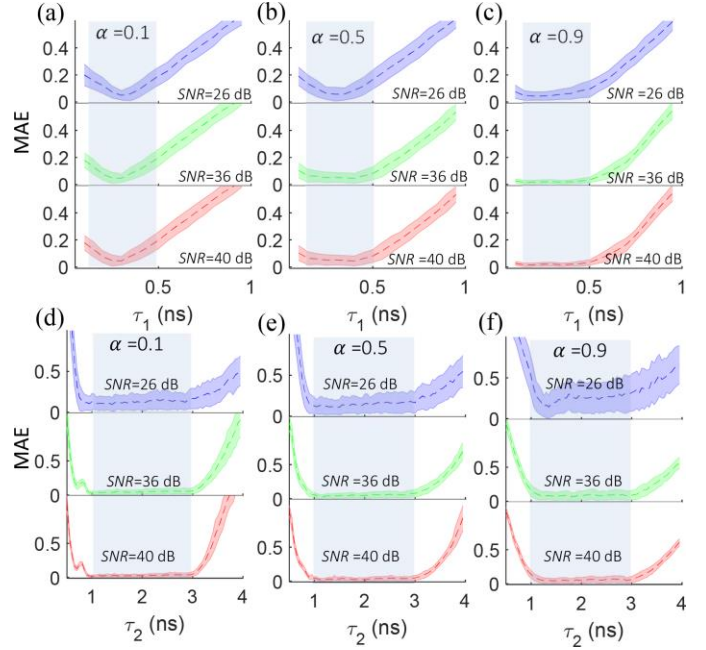 (a) (b) (c)
α =0.1 α =0.5 α =0.9
0.6 0.6 0.6
0.4 0.4 0.4
0.2 0.2 0.2
SNR=26 dB SNR=26 dB SNR=26 dB
0 0 0
0.4 0.4 0.4
MAE
0.2 0.2 0.2
SNR=36 dB SNR=36 dB SNR=36 dB
0 0 0
0.4 0.4 0.4
0.2 0.2 0.2
SNR=40 dB SNR=40 dB SNR=40 dB
0 0 0
0.5 1 0.5 1 0.5 1
τ1 (ns) τ1 (ns) τ1 (ns)
(d) (e) (f)
α =0.1 α =0.5 α =0.9
0.5 0.5 0.5
SNR=26 dB SNR=26 dB SNR=26 dB
0 0 0
MAE
0.5 0.5 0.5
SNR=36 dB SNR=36 dB SNR=36 dB
0 0 0
0.5 0.5 0.5
SNR=40 dB SNR=40 dB SNR=40 dB
0 0 0
1 2 3 4 1 2 3 4 0 1 2 3 4
τ2 (ns) τ2 (ns) τ2 (ns)